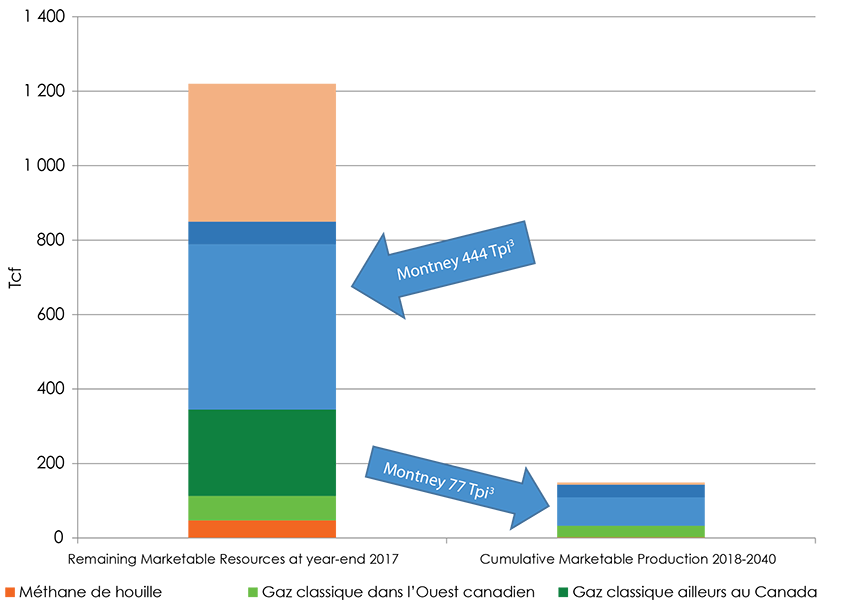 1 400
1 200
1 000
800
600
400
200
0
Tcf
Montney 444 Tpi³
Montney 77 Tpi³
Remaining Marketable Resources at year-end 2017
Cumulative Marketable Production 2018-2040
Méthane de houille
Gaz classique dans l’Ouest canadien
Gaz classique ailleurs au Canada